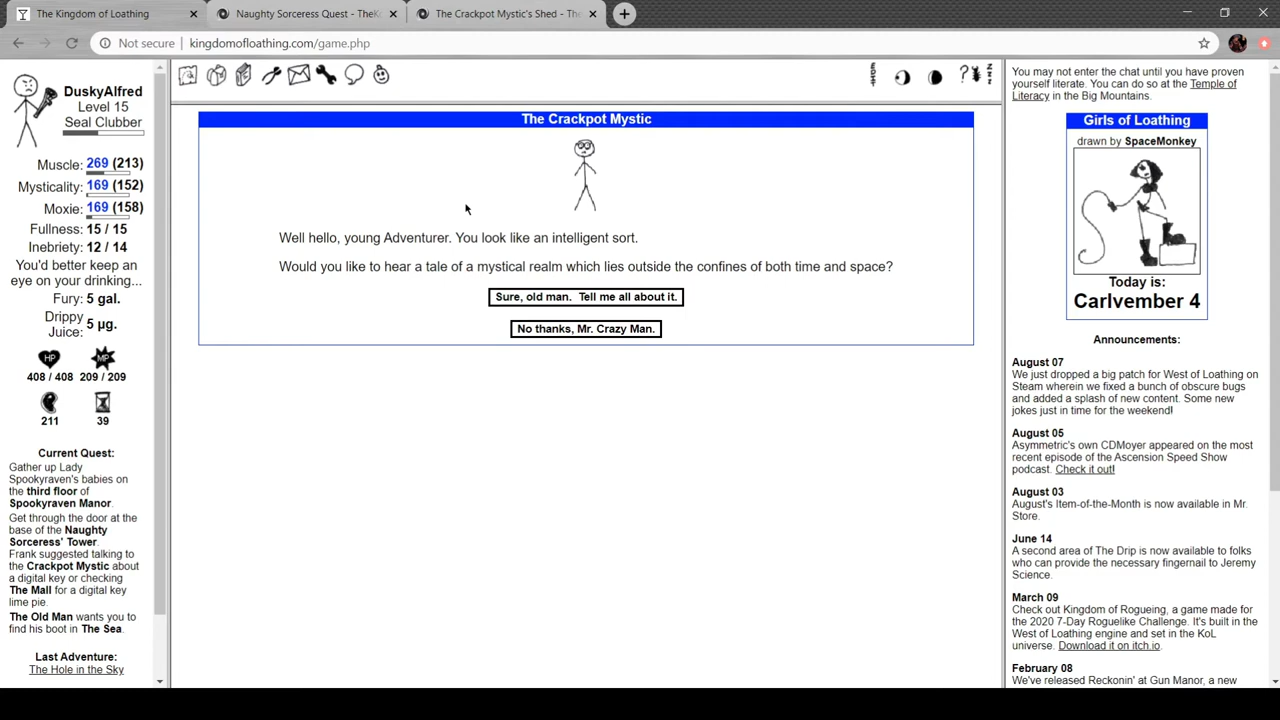 The Kingdom of Loathing
Naughty Sorceress Quest - TheK
The Crackpot Mystic's Shed - The
Not secure | kingdomofloathing.com/game.php
DuskyAlfred
Level 15
Seal Clubber
Muscle: 269 (213)
Mysticality: 169 (152)
Moxie: 169 (158)
Fullness: 15 / 15
Inebriety: 12 / 14
You'd better keep an
eye on your drinking...
Fury: 5 gal.
Drippy
Juice: 5 µg.
HP MP
408 / 408 209 / 209
211 39
Current Quest:
Gather up Lady
Spookyraven's babies on
the third floor of
Spookyraven Manor.
Get through the door at the
base of the Naughty
Sorceress' Tower.
Frank suggested talking to
the Crackpot Mystic about
a digital key or checking
The Mall for a digital key
lime pie.
The Old Man wants you to
find his boot in The Sea.
Last Adventure:
The Hole in the Sky
The Crackpot Mystic
Well hello, young Adventurer. You look like an intelligent sort.
Would you like to hear a tale of a mystical realm which lies outside the confines of both time and space?
Sure, old man. Tell me all about it.
No thanks, Mr. Crazy Man.
You may not enter the chat until you have proven
yourself literate. You can do so at the Temple of
Literacy in the Big Mountains.
Girls of Loathing
drawn by SpaceMonkey
Today is:
Carlvember 4
Announcements:
August 07
We just dropped a big patch for West of Loathing on
Steam wherein we fixed a bunch of obscure bugs
and added a splash of new content. Some new
jokes just in time for the weekend!
August 05
Asymmetric's own CDMoyer appeared on the most
recent episode of the Ascension Speed Show
podcast. Check it out!
August 03
August's Item-of-the-Month is now available in Mr.
Store.
June 14
A second area of The Drip is now available to folks
who can provide the necessary fingernail to Jeremy
Science.
March 09
Check out Kingdom of Rogueing, a game made for
the 2020 7-Day Roguelike Challenge. It's built in the
West of Loathing engine and set in the KoL
universe. Download it on itch.io.
February 08
We've released Reckonin' at Gun Manor, a new